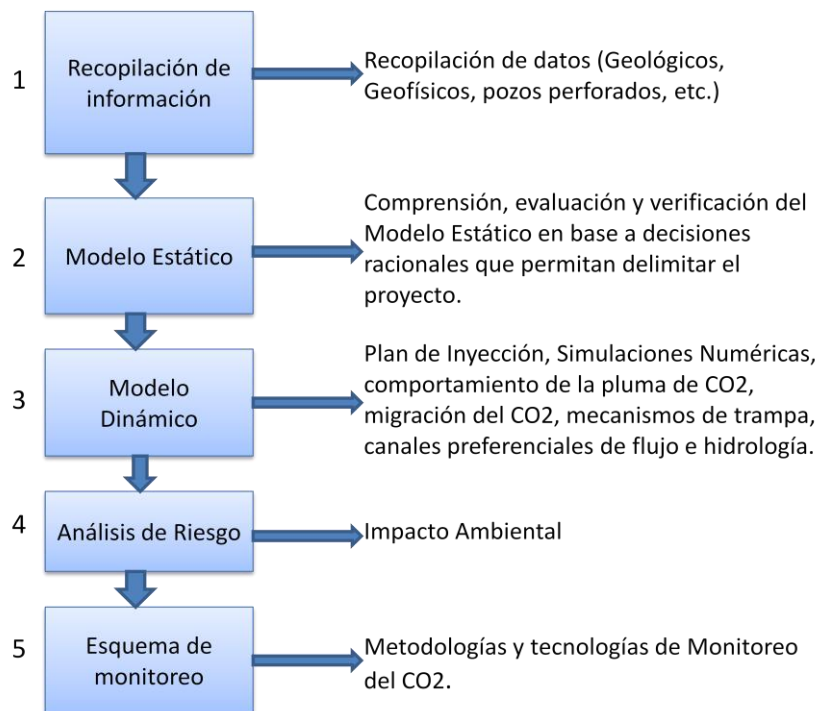 1
Recopilación de
información
Recopilación de datos (Geológicos,
Geofísicos, pozos perforados, etc.)
2
Modelo Estático
Comprensión, evaluación y verificación del
Modelo Estático en base a decisiones
racionales que permitan delimitar el
proyecto.
3
Modelo
Dinámico
Plan de Inyección, Simulaciones Numéricas,
comportamiento de la pluma de CO2,
migración del CO2, mecanismos de trampa,
canales preferenciales de flujo e hidrología.
4
Análisis de Riesgo
Impacto Ambiental
5
Esquema de
monitoreo
Metodologías y tecnologías de Monitoreo
del CO2.